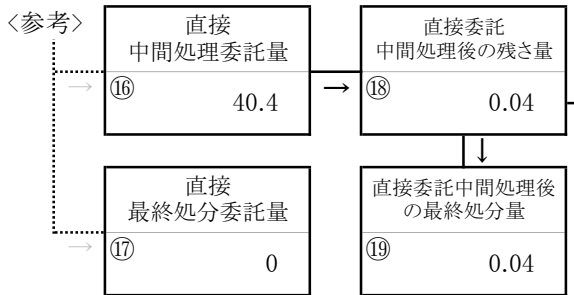 〈参考〉
直接
中間処理委託量
⑯
40.4
→
→
直接委託
中間処理後の残さ量
⑱
0.04
↓
直接
最終処分委託量
→
⑰
0
直接委託中間処理後
の最終処分量
⑲
0.04